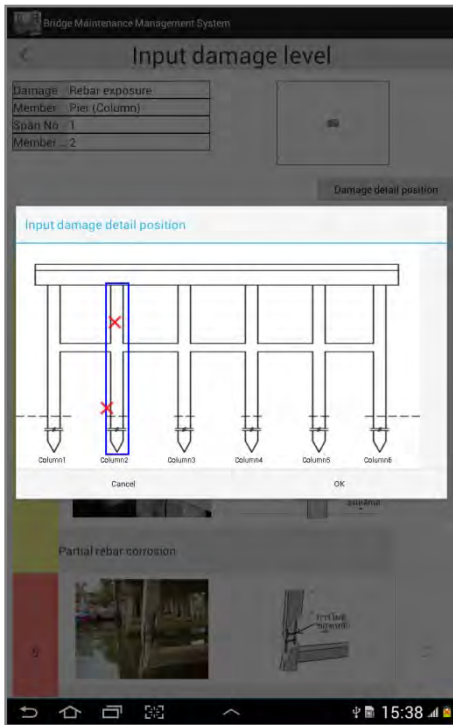 Bridge Maintenance Management System
Input damage level
Damage : Rebar exposure
Member : Pier (Column)
Span No : 1
Member ... 2
Damage detail position
Input damage detail position
Column1 Column2 Column3 Column4 Column5 Column6
Cancel OK
Partial rebar corrosion
5
15:38